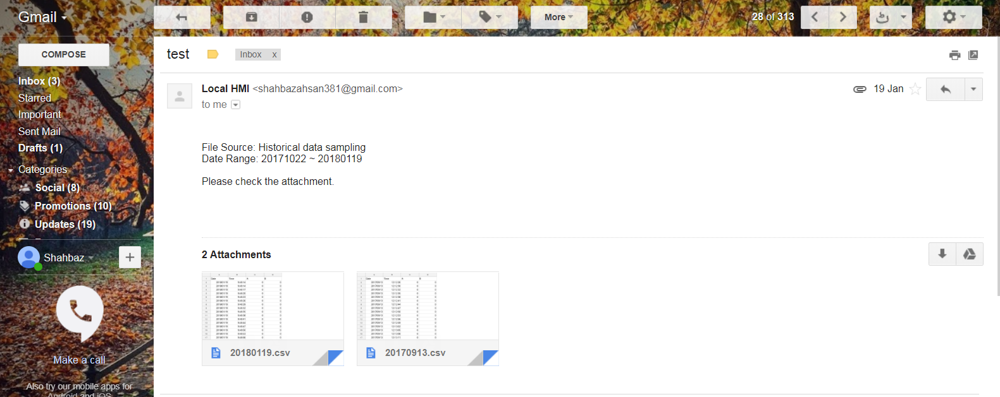 Gmail
More
28 of 313
COMPOSE
test
Inbox x
Inbox (3)
Starred
Important
Sent Mail
Drafts (1)
Categories
Social (8)
Promotions (10)
Updates (19)
Shahbaz
Make a call
Also try our mobile apps for
Android and iOS
Local HMI <shahbazahsan381@gmail.com>
19 Jan
to me
File Source: Historical data sampling
Date Range: 20171022 ~ 20180119
Please check the attachment.
2 Attachments
20180119.csv
20170913.csv